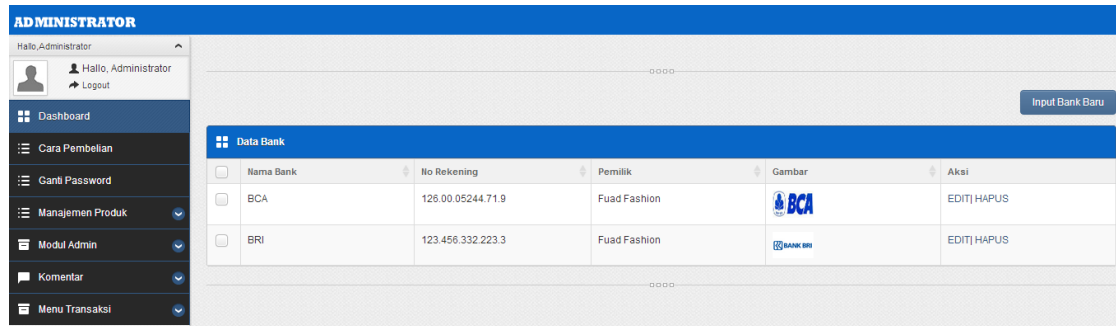 ADMINISTRATOR
Hallo,Administrator
Hallo, Administrator
Logout
Dashboard
Cara Pembelian
Ganti Password
Manajemen Produk
Modul Admin
Komentar
Menu Transaksi
Input Bank Baru
Data Bank
Nama Bank No Rekening Pemilik Gambar Aksi
BCA 126.00.05244.71.9 Fuad Fashion BCA EDIT| HAPUS
BRI 123.456.332.223.3 Fuad Fashion BANK BRI EDIT| HAPUS